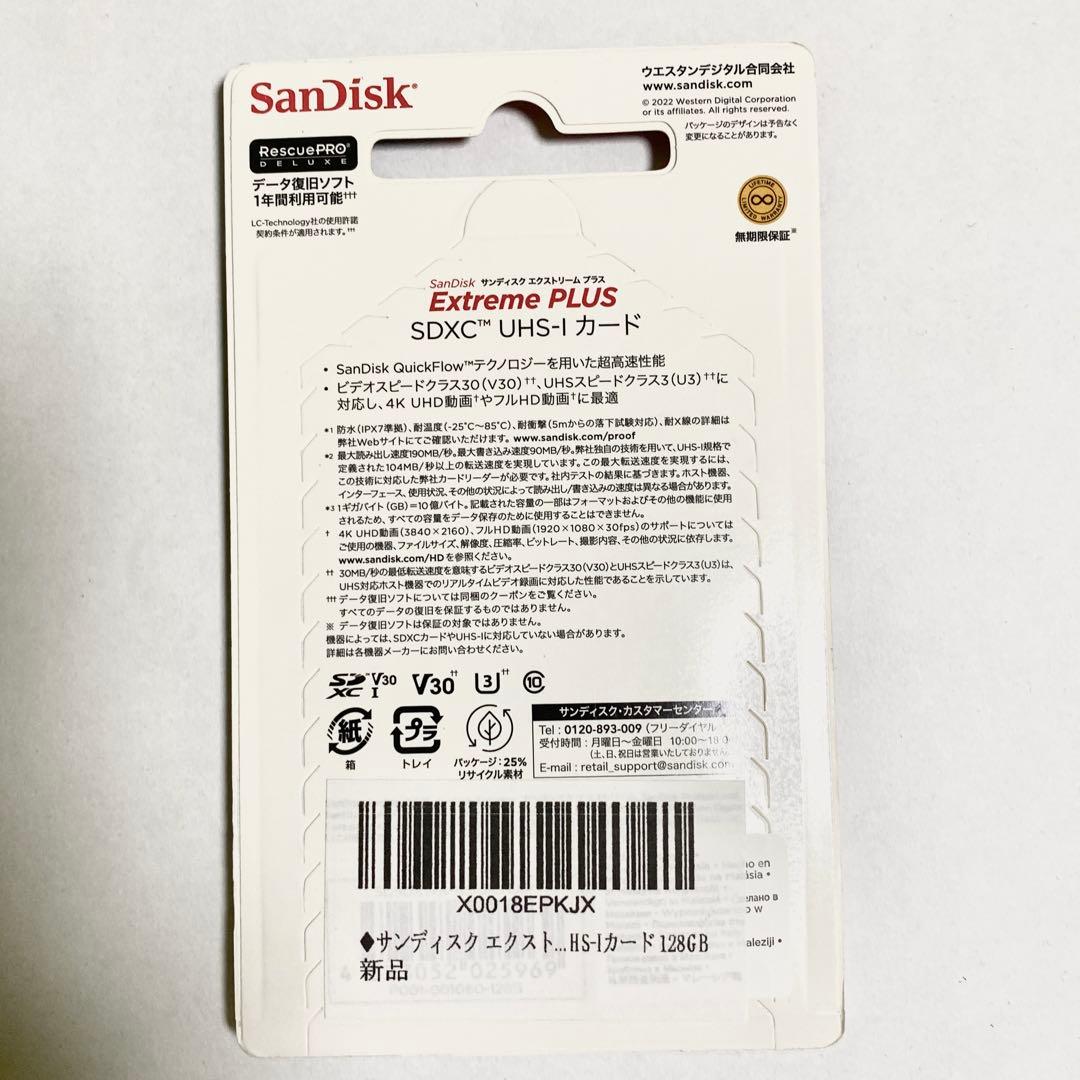 SanDisk®
RescuePRO®
DELUXE
データ復旧ソフト
1年間利用可能†††
LC-Technology社の使用許諾
契約条件が適用されます。†††
ウエスタンデジタル合同会社
www.sandisk.com
© 2022 Western Digital Corporation
or its affiliates. All rights reserved.
パッケージのデザインは予告なく
変更になることがあります。
LIFETIME
LIMITED WARRANTY
無期限保証※
SanDisk サンディスク エクストリーム プラス
Extreme PLUS
SDXC™ UHS-I カード
• SanDisk QuickFlow™テクノロジーを用いた超高速性能
• ビデオスピードクラス30(V30)††、UHSスピードクラス3(U3)††に
対応し、4K UHD動画†やフルHD動画†に最適
*1 防水(IPX7準拠)、耐温度(-25°C〜85°C)、耐衝撃(5mからの落下試験対応)、耐X線の詳細は
弊社Webサイトにてご確認いただけます。www.sandisk.com/proof
*2 最大読み出し速度190MB/秒。最大書き込み速度90MB/秒。弊社独自の技術を用いて、UHS-I規格で
定義された104MB/秒以上の転送速度を実現しています。この最大転送速度を実現するには、
この技術に対応した弊社カードリーダーが必要です。社内テストの結果に基づきます。ホスト機器、
インターフェース、使用状況、その他の状況によって読み出し/書き込みの速度は異なる場合があります。
*3 1ギガバイト(GB)=10億バイト。記載された容量の一部はフォーマットおよびその他の機能に使用
されるため、すべての容量をデータ保存のために使用することはできません。
† 4K UHD動画(3840×2160)、フルHD動画(1920×1080×30fps)のサポートについては
ご使用の機器、ファイルサイズ、解像度、圧縮率、ビットレート、撮影内容、その他の状況に依存します。
www.sandisk.com/HDを参照ください。
†† 30MB/秒の最低転送速度を意味するビデオスピードクラス30(V30)とUHSスピードクラス3(U3)は、
UHS対応ホスト機器でのリアルタイムビデオ録画に対応した性能であることを示しています。
†††データ復旧ソフトについては同梱のクーポンをご覧ください。
すべてのデータの復旧を保証するものではありません。
※ データ復旧ソフトは保証の対象ではありません。
機器によっては、SDXCカードやUHS-Iに対応していない場合があります。
詳細は各機器メーカーにお問い合わせください。
SD XC™ I V30 V30†† 3†† 10
紙
箱
プラ
トレイ
パッケージ:25%
リサイクル素材
サンディスク・カスタマーセンター
Tel : 0120-893-009 (フリーダイヤル
受付時間 : 月曜日〜金曜日 10:00〜18:0
(土、日、祝日は営業いたしておりません
E-mail : retail_support@sandisk.com
X0018EPKJX
◆サンディスク エクスト...HS-Iカード 128GB
新品